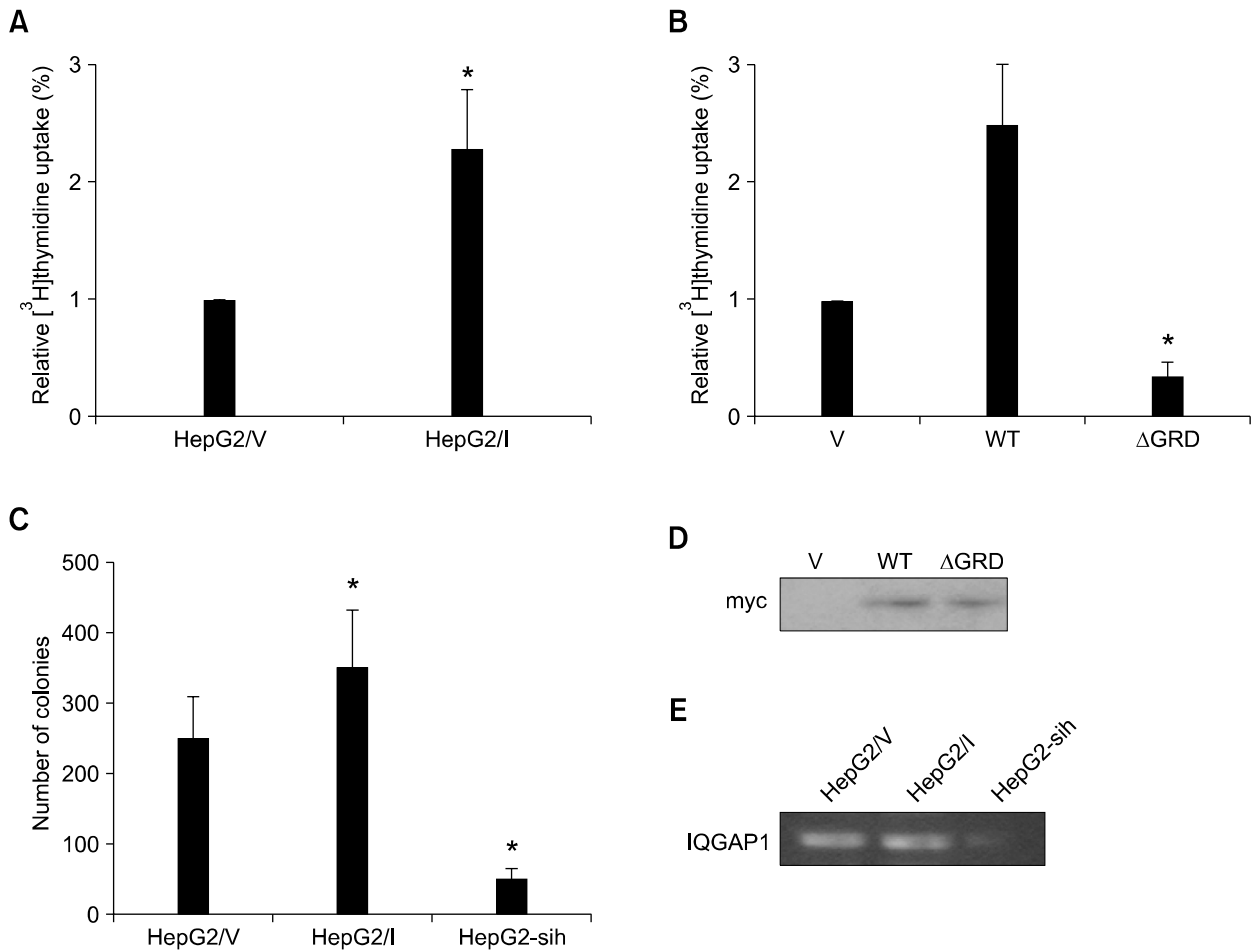 A
Relative [³H]thymidine uptake (%)
3
2
1
0
*
HepG2/V HepG2/I
B
Relative [³H]thymidine uptake (%)
3
2
1
0
*
V WT ΔGRD
C
Number of colonies
500
400
300
200
100
0
*
*
HepG2/V HepG2/I HepG2-sih
D
V WT ΔGRD
myc
E
HepG2/V HepG2/I HepG2-sih
IQGAP1